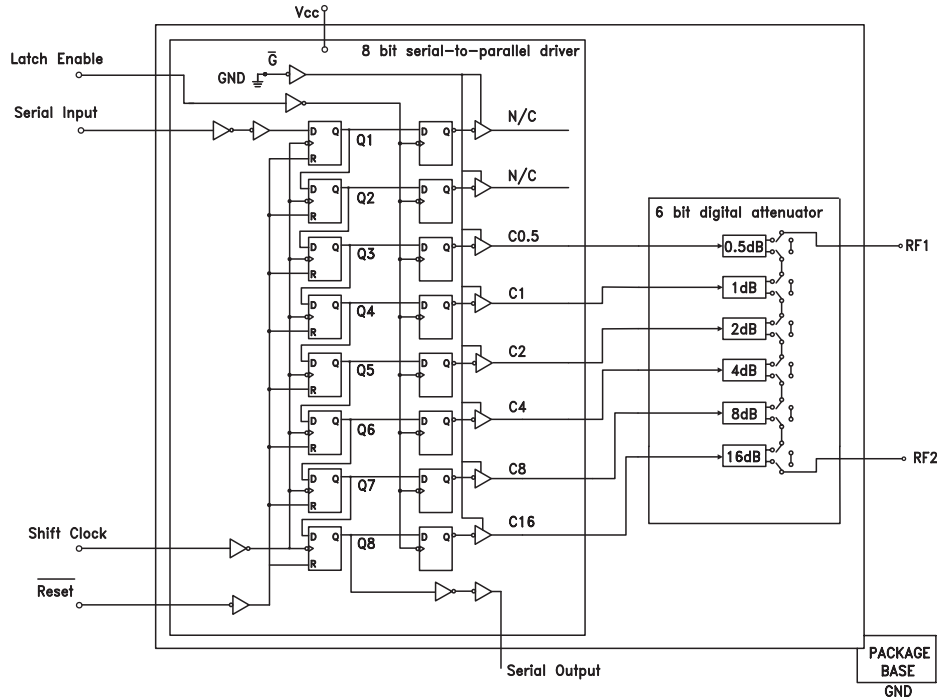 Vcc
8 bit serial-to-parallel driver
Latch Enable
G̅
GND
Serial Input
D Q
R
Q1
D Q
N/C
D Q
R
Q2
D Q
N/C
6 bit digital attenuator
D Q
R
Q3
D Q
C0.5
0.5dB
RF1
D Q
R
Q4
D Q
C1
1dB
D Q
R
Q5
D Q
C2
2dB
D Q
R
Q6
D Q
C4
4dB
D Q
R
Q7
D Q
C8
8dB
16dB
RF2
Shift Clock
D Q
R
Q8
D Q
C16
R̅e̅s̅e̅t̅
Serial Output
PACKAGE
BASE
GND